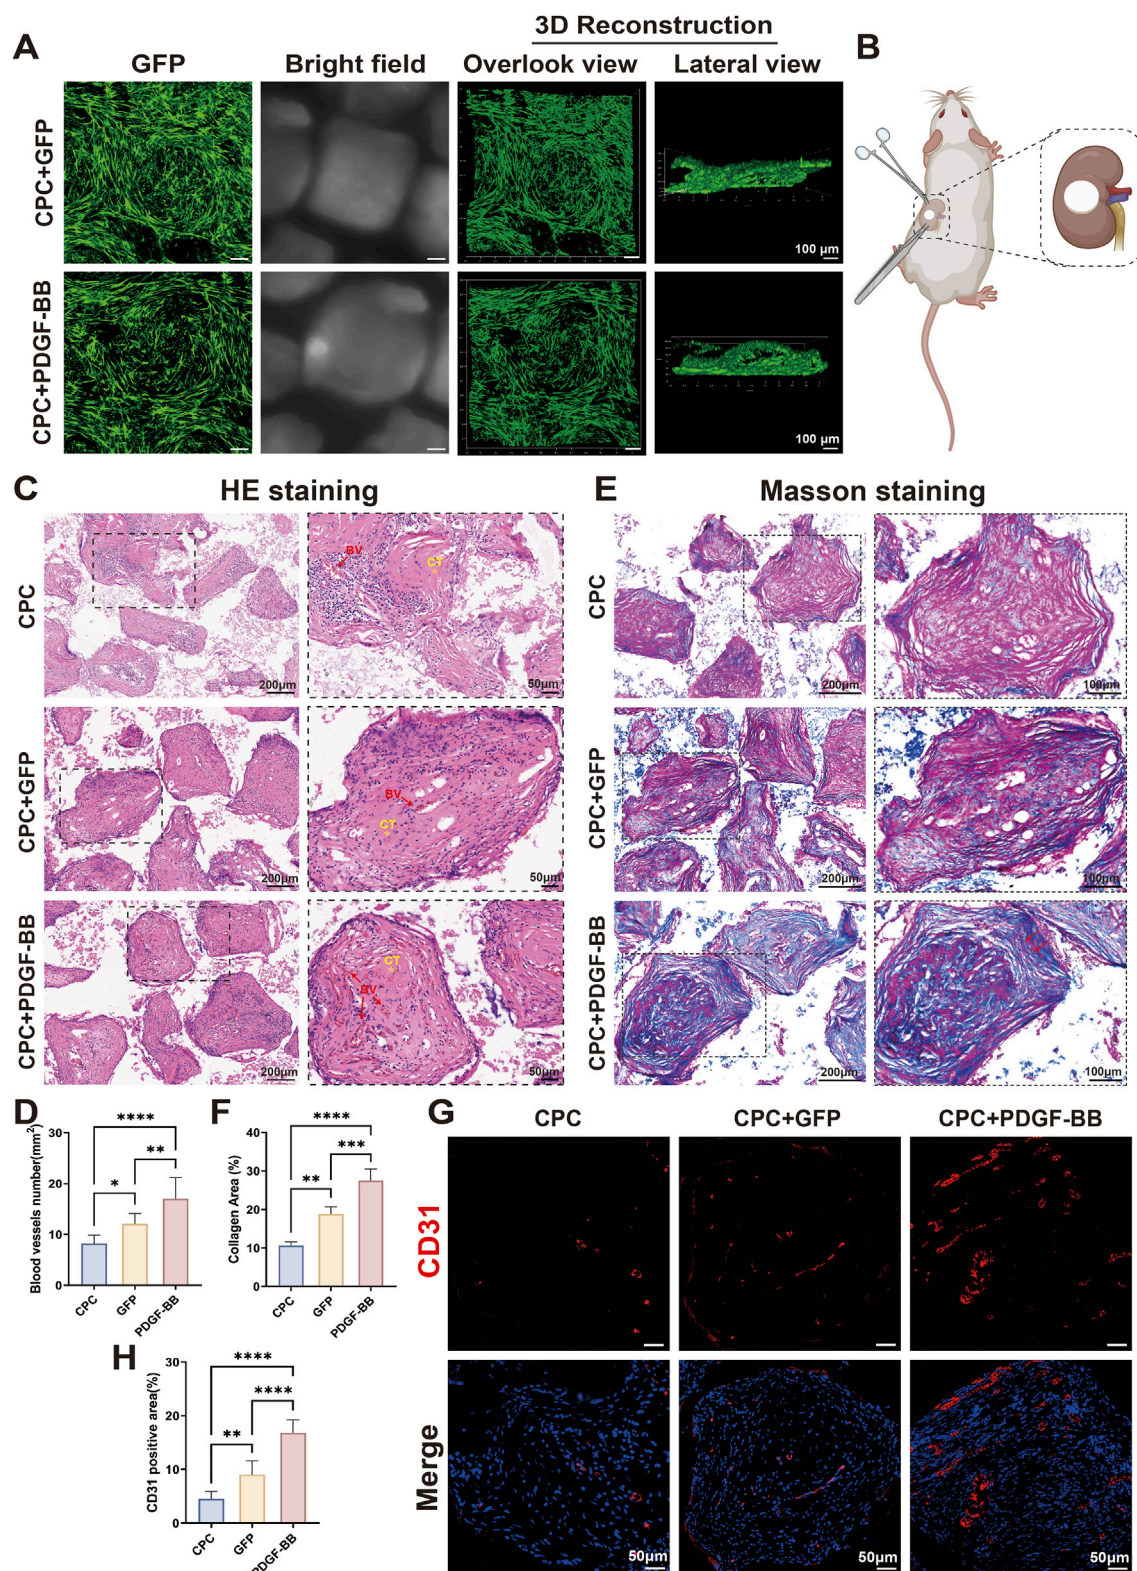 A
3D Reconstruction
GFP
Bright field
Overlook view
Lateral view
B
CPC+GFP
100 μm
CPC+PDGF-BB
100 μm
C
HE staining
CPC
200μm
BV
CT
50μm
CPC+GFP
200μm
BV
CT
50μm
CPC+PDGF-BB
200μm
CT
BV
50μm
E
Masson staining
CPC
200μm
100μm
CPC+GFP
200μm
100μm
CPC+PDGF-BB
200μm
100μm
D
Blood vessels number(mm²)
30
20
10
0
****
**
*
CPC
GFP
PDGF-BB
F
Collagen Area (%)
40
30
20
10
0
****
***
**
CPC
GFP
PDGF-BB
H
CD31 positive area(%)
30
20
10
0
****
****
**
CPC
GFP
PDGF-BB
G
CPC
CPC+GFP
CPC+PDGF-BB
CD31
Merge
50μm
50μm
50μm